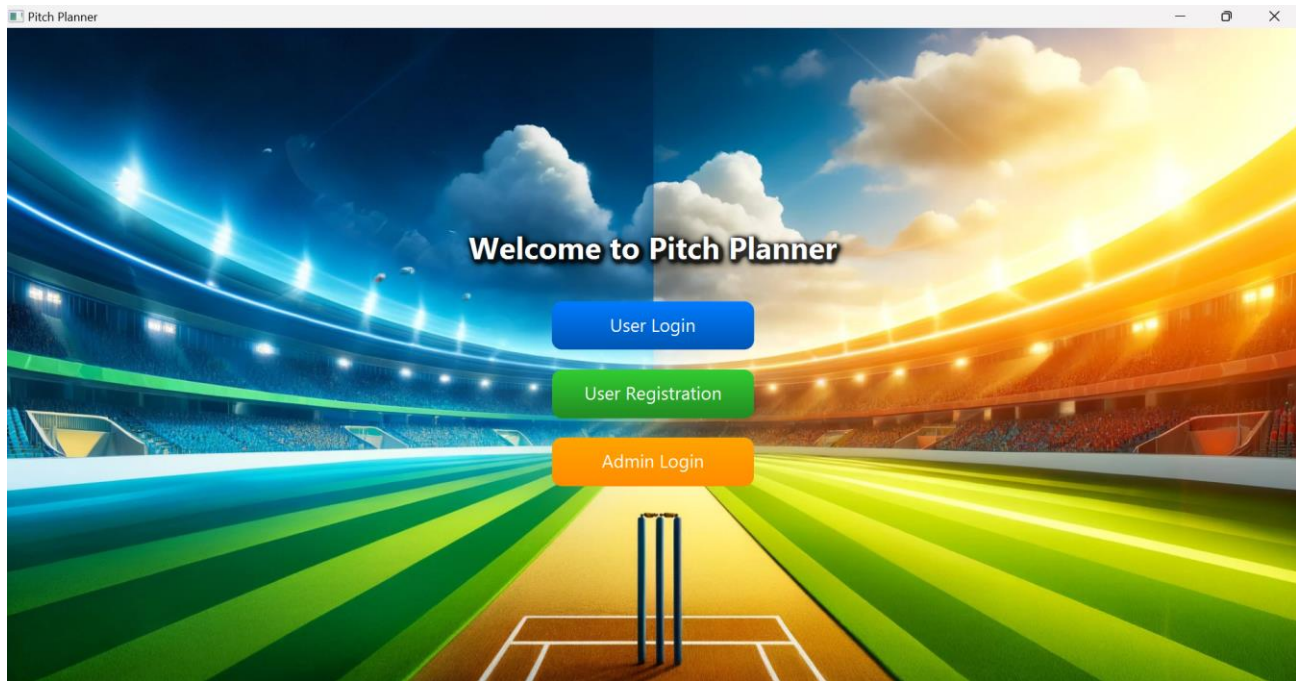 Pitch Planner
Welcome to Pitch Planner
User Login
User Registration
Admin Login